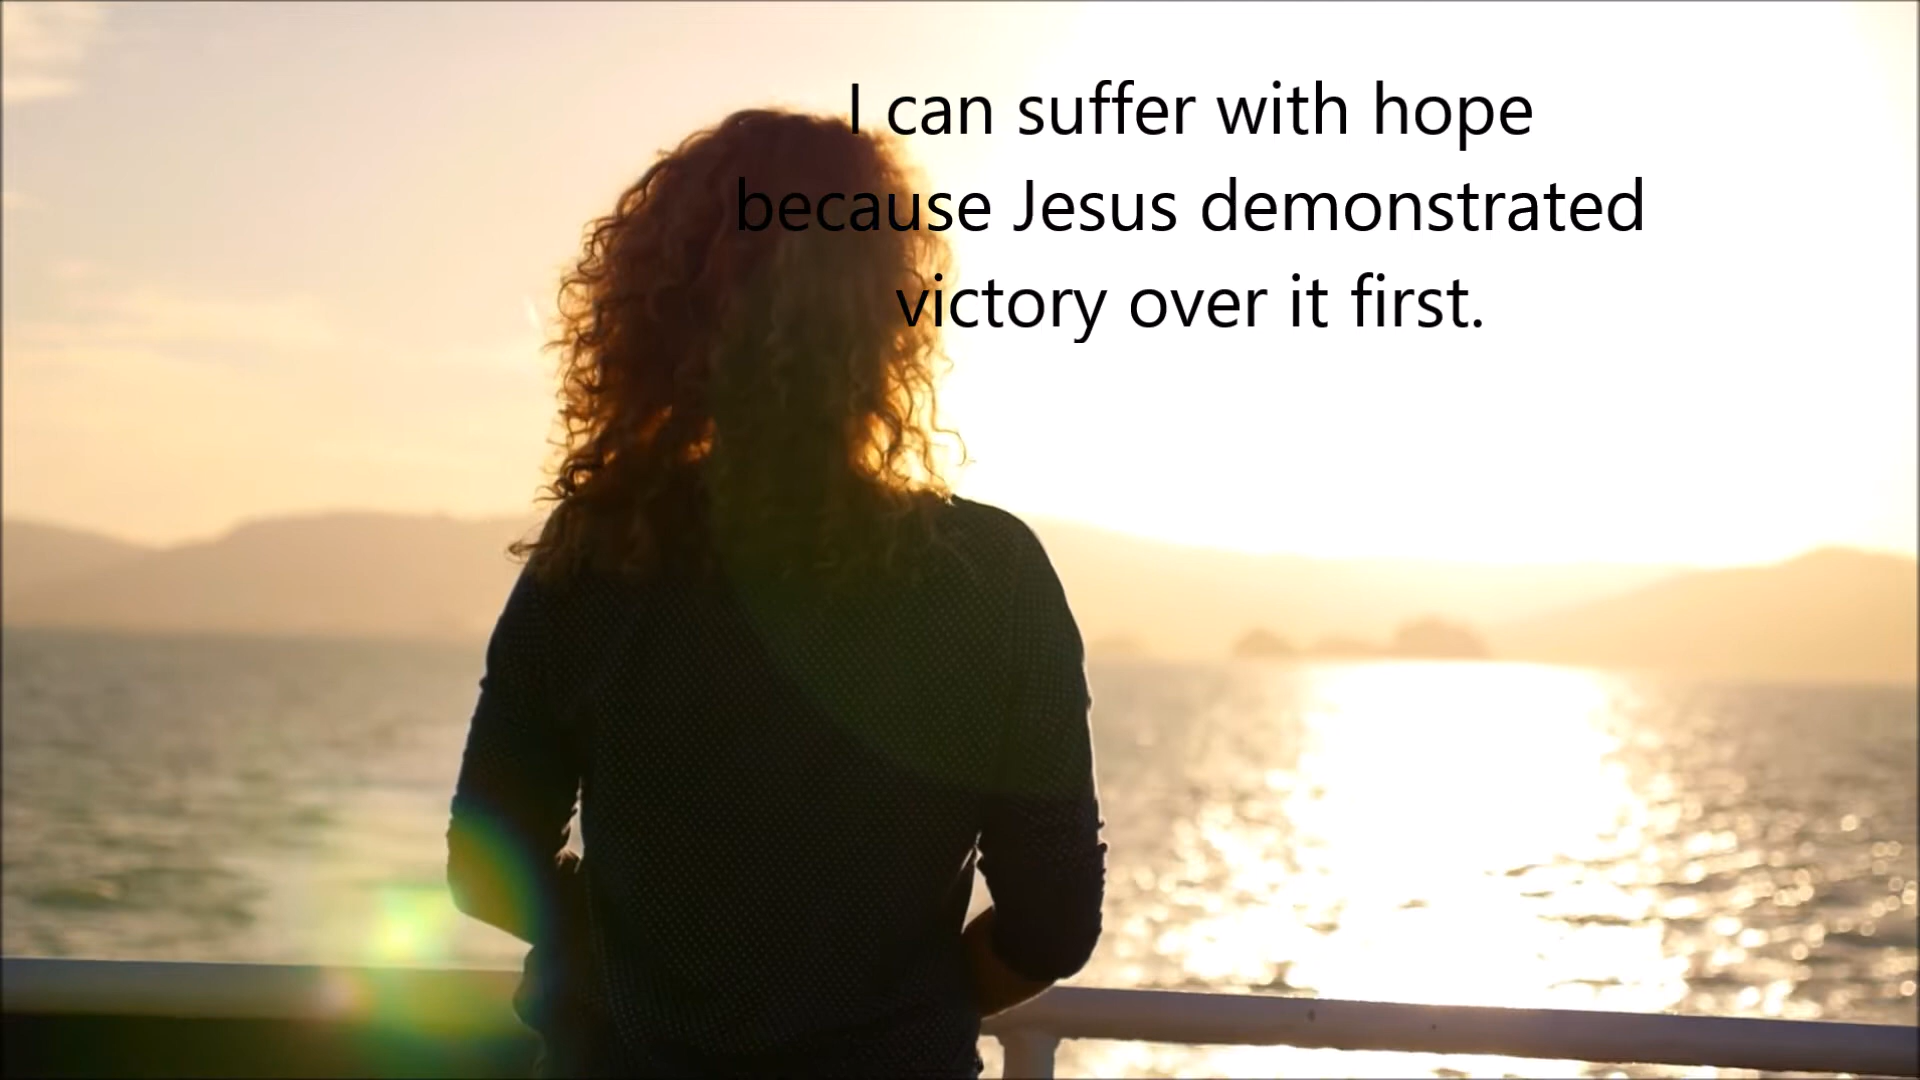 I can suffer with hope
because Jesus demonstrated
victory over it first.